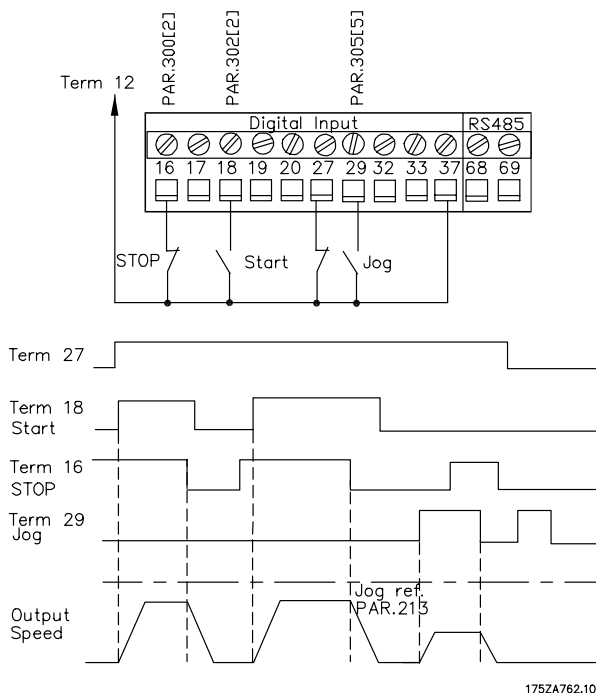 PAR.300[2]
PAR.302[2]
PAR.305[5]
Term 12
Digital Input
RS485
16 17 18 19 20 27 29 32 33 37 68 69
STOP
Start
Jog
Term 27
Term 18
Start
Term 16
STOP
Term 29
Jog
Jog ref.
PAR.213
Output
Speed
175ZA762.10